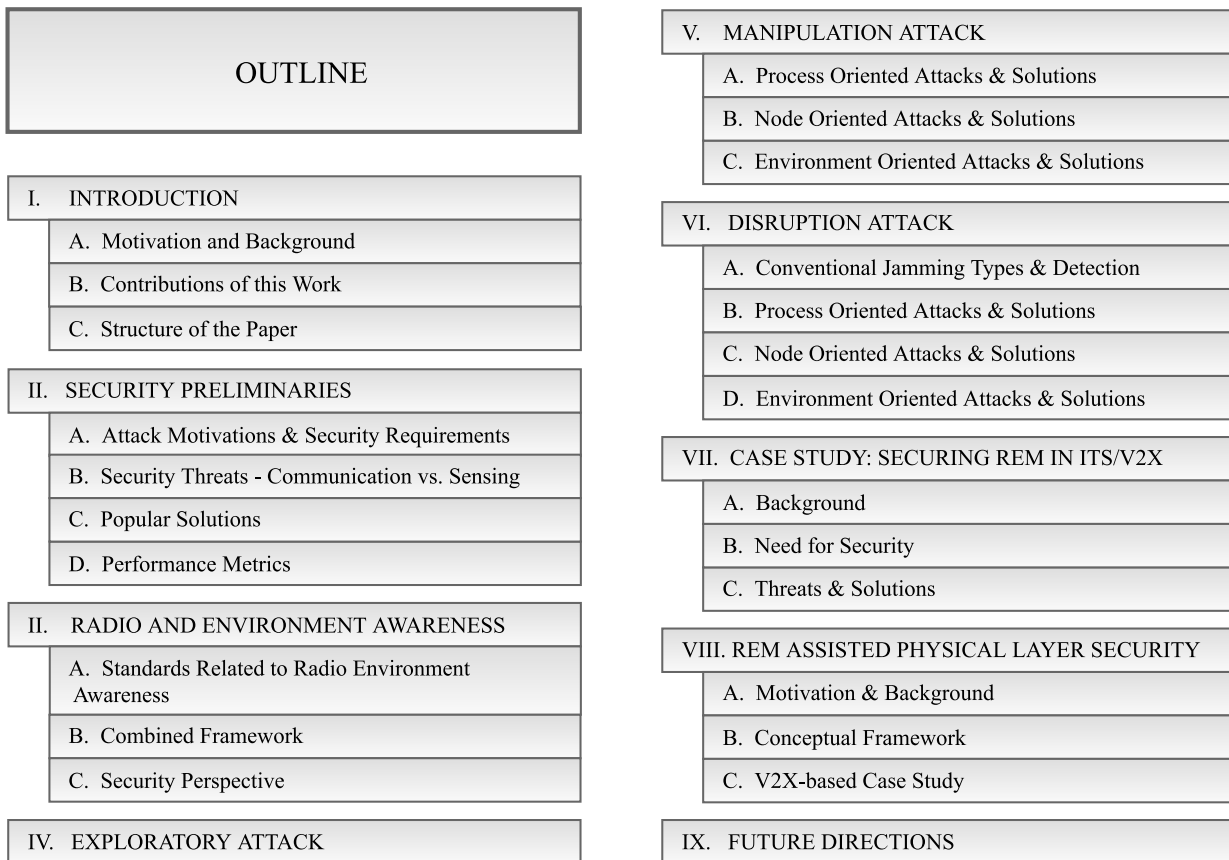 OUTLINE
I. INTRODUCTION
A. Motivation and Background
B. Contributions of this Work
C. Structure of the Paper
II. SECURITY PRELIMINARIES
A. Attack Motivations & Security Requirements
B. Security Threats - Communication vs. Sensing
C. Popular Solutions
D. Performance Metrics
II. RADIO AND ENVIRONMENT AWARENESS
A. Standards Related to Radio Environment
Awareness
B. Combined Framework
C. Security Perspective
IV. EXPLORATORY ATTACK
V. MANIPULATION ATTACK
A. Process Oriented Attacks & Solutions
B. Node Oriented Attacks & Solutions
C. Environment Oriented Attacks & Solutions
VI. DISRUPTION ATTACK
A. Conventional Jamming Types & Detection
B. Process Oriented Attacks & Solutions
C. Node Oriented Attacks & Solutions
D. Environment Oriented Attacks & Solutions
VII. CASE STUDY: SECURING REM IN ITS/V2X
A. Background
B. Need for Security
C. Threats & Solutions
VIII. REM ASSISTED PHYSICAL LAYER SECURITY
A. Motivation & Background
B. Conceptual Framework
C. V2X-based Case Study
IX. FUTURE DIRECTIONS